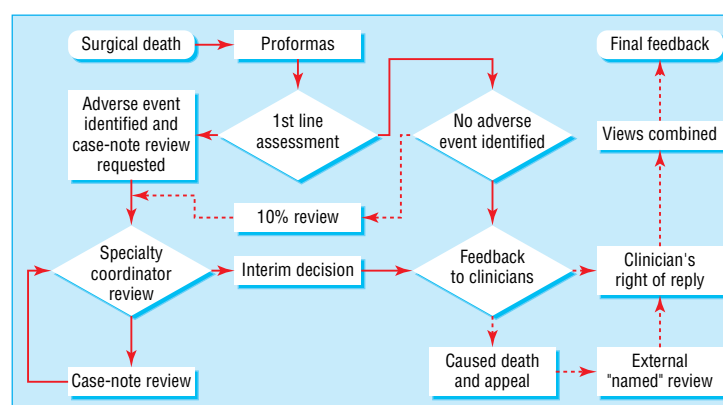 Surgical death
Proformas
Final feedback
Adverse event
identified and
case-note review
requested
1st line
assessment
No adverse
event identified
Views combined
10% review
Specialty
coordinator
review
Interim decision
Feedback
to clinicians
Clinician's
right of reply
Case-note review
Caused death
and appeal
External
"named" review